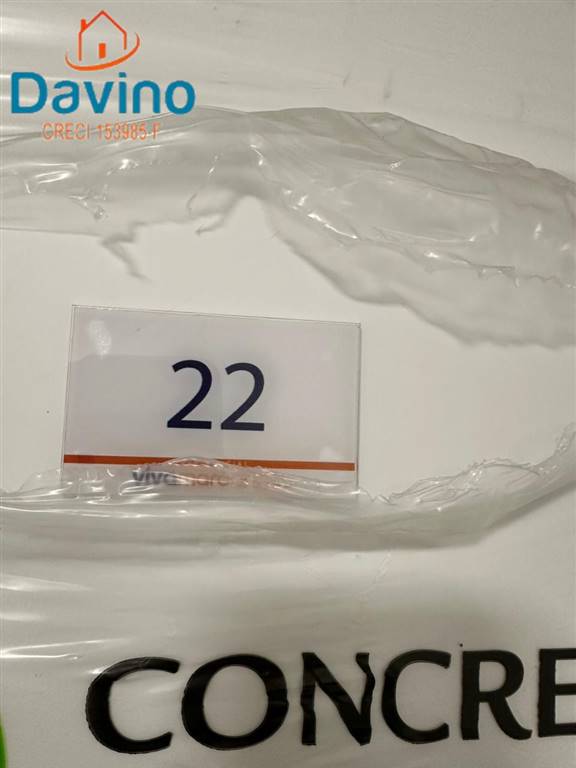 Davino
CRECI 153985-F
22
CONCRE